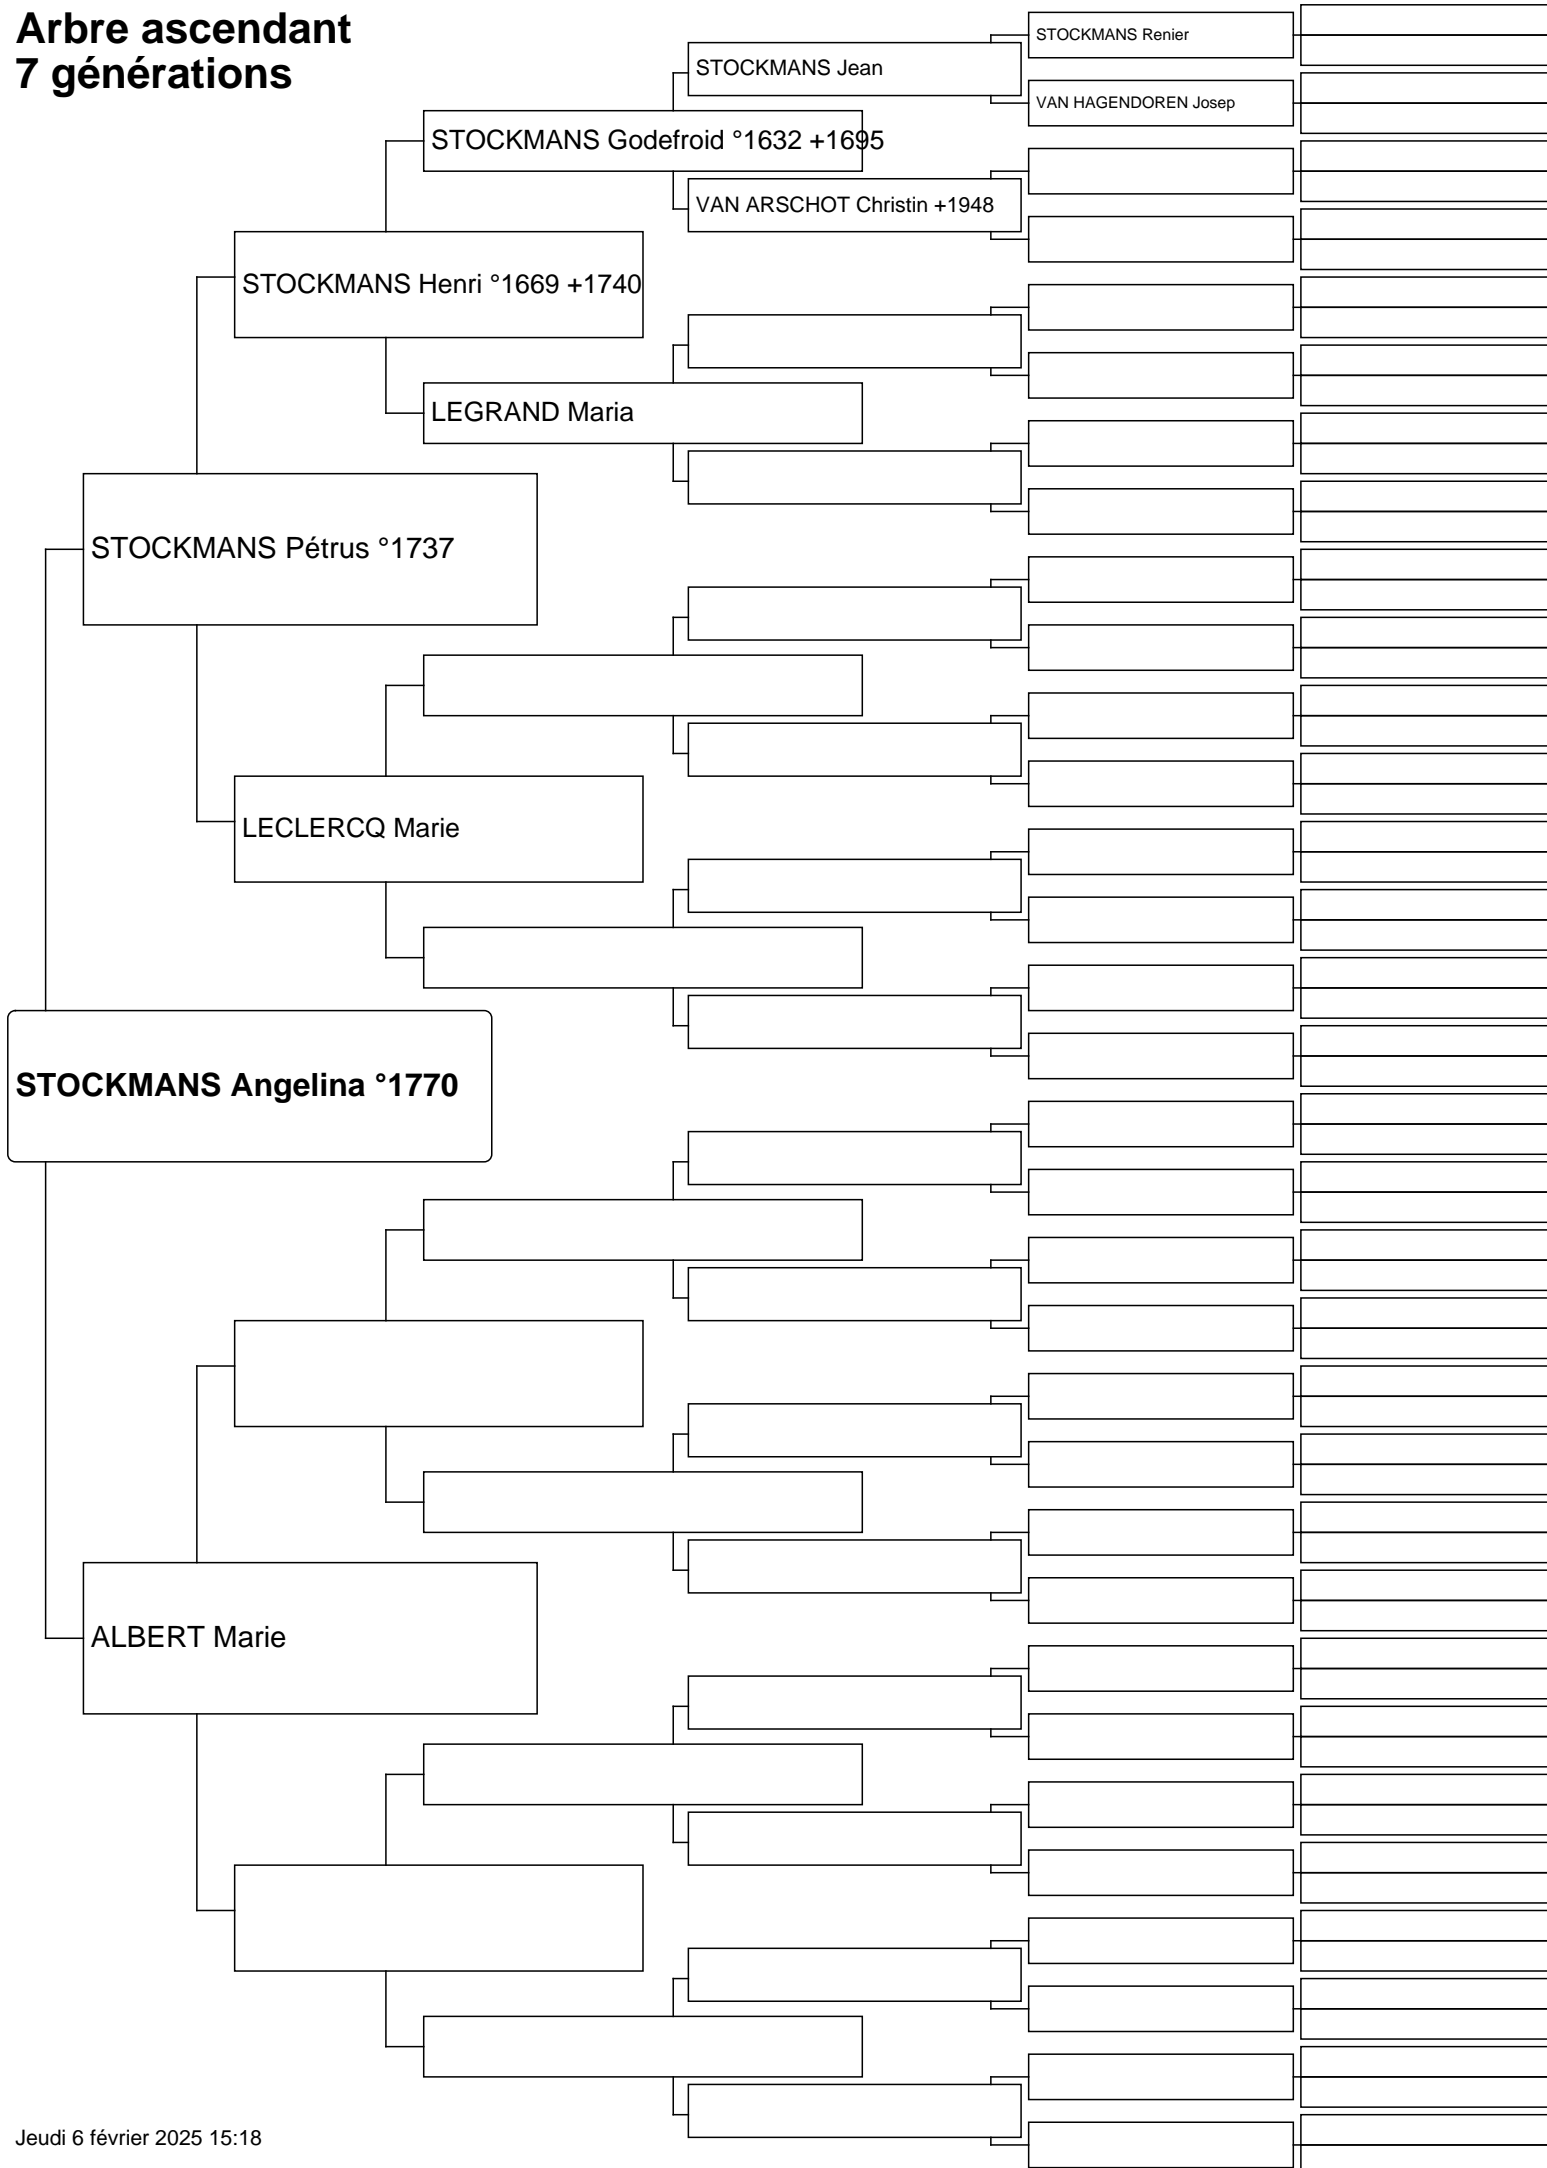 Arbre ascendant
7 générations
STOCKMANS Renier
STOCKMANS Jean
VAN HAGENDOREN Josep
STOCKMANS Godefroid °1632 +1695
VAN ARSCHOT Christin +1948
STOCKMANS Henri °1669 +1740
LEGRAND Maria
STOCKMANS Pétrus °1737
LECLERCQ Marie
STOCKMANS Angelina °1770
ALBERT Marie
Jeudi 6 février 2025 15:18